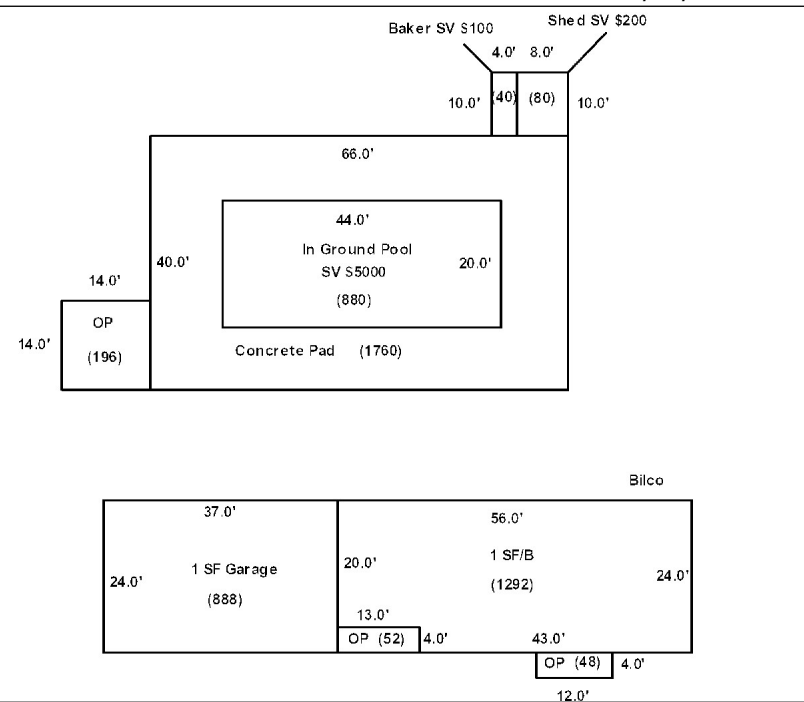 Baker SV $100
Shed SV $200
4.0' 8.0'
10.0' (40) (80) 10.0'
66.0'
44.0'
In Ground Pool
40.0' 20.0'
SV $5000
14.0'
(880)
OP
14.0'
(196)
Concrete Pad (1760)
Bilco
37.0'
56.0'
20.0'
1 SF/B
1 SF Garage
24.0'
24.0'
(1292)
(888)
13.0'
OP (52) 4.0'
43.0'
OP (48) 4.0'
12.0'